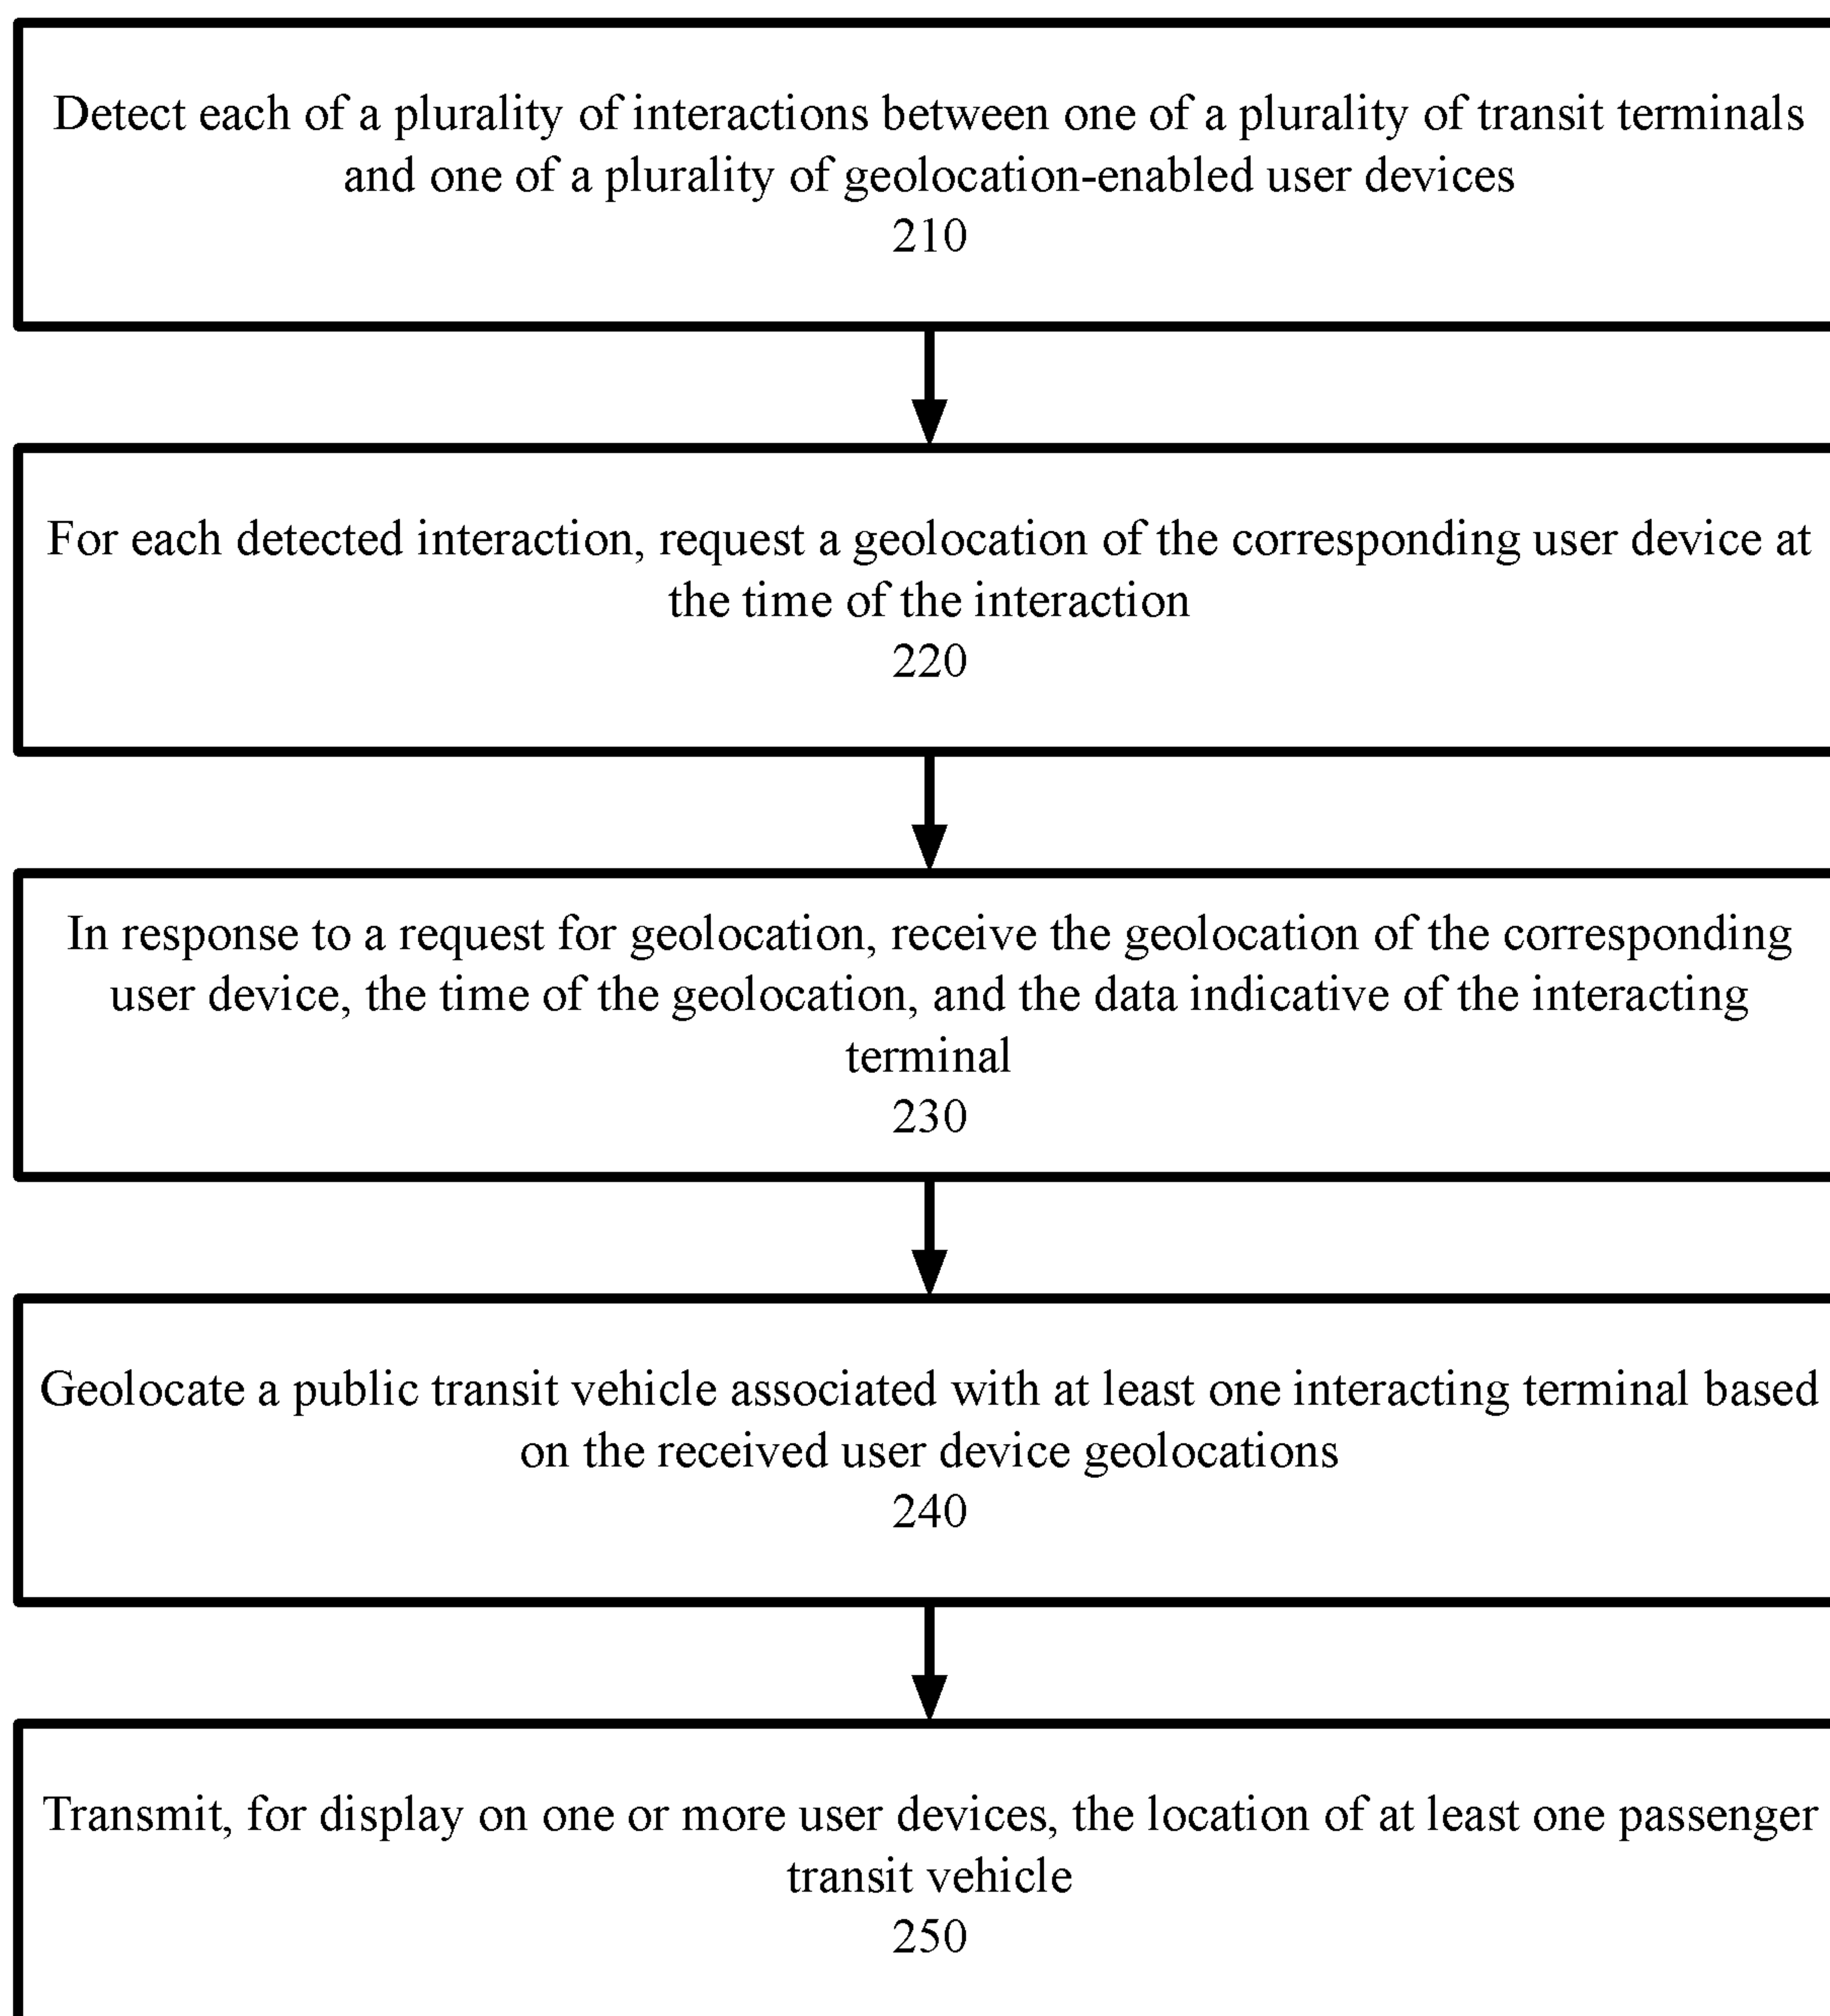 Detect each of a plurality of interactions between one of a plurality of transit terminals
and one of a plurality of geolocation-enabled user devices
210
For each detected interaction, request a geolocation of the corresponding user device at
the time of the interaction
220
In response to a request for geolocation, receive the geolocation of the corresponding
user device, the time of the geolocation, and the data indicative of the interacting
terminal
230
Geolocate a public transit vehicle associated with at least one interacting terminal based
on the received user device geolocations
240
Transmit, for display on one or more user devices, the location of at least one passenger
transit vehicle
250